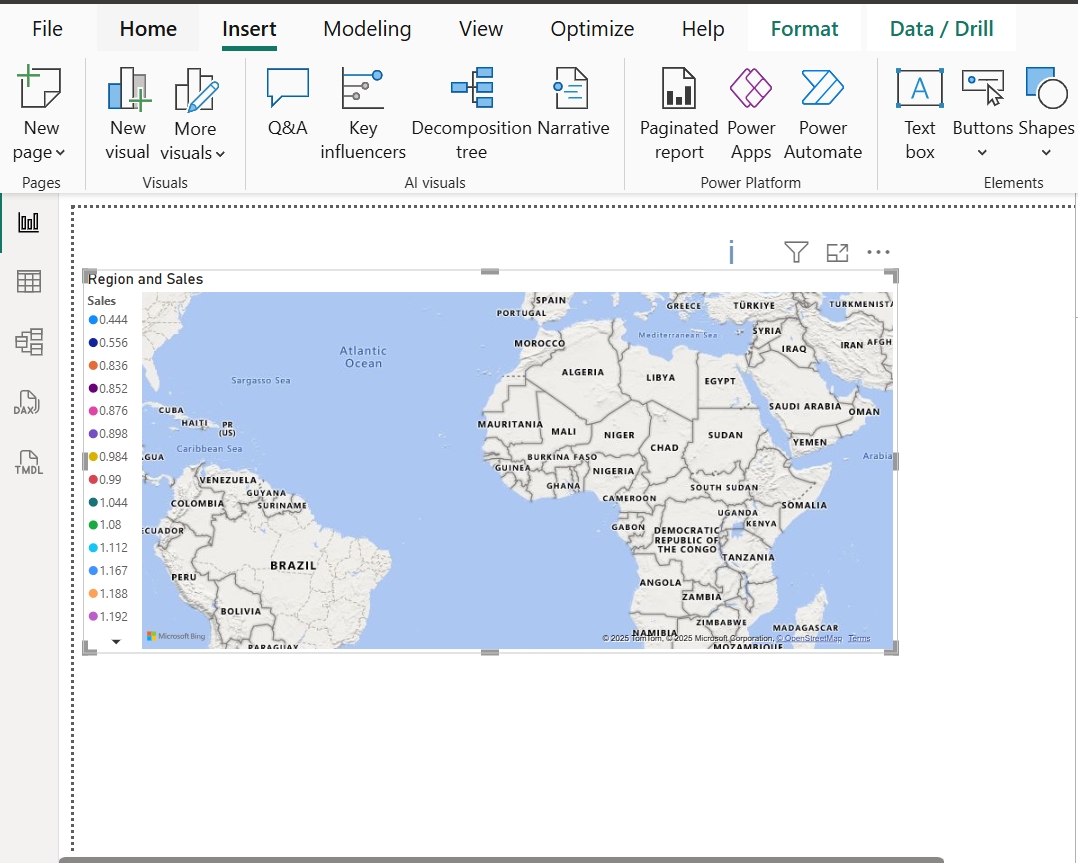 File Home Insert Modeling View Optimize Help Format Data / Drill
New page
New visual
More visuals
Q&A
Key influencers
Decomposition tree
Narrative
Paginated report
Power Apps
Power Automate
A
Text box
Buttons
Shapes
Pages Visuals AI visuals Power Platform Elements
DAX
TMDL
i
Region and Sales
Sales
0.444
0.556
0.836
0.852
0.876
0.898
0.984
0.99
1.044
1.08
1.112
1.167
1.188
1.192
SPAIN
PORTUGAL
GREECE
TÜRKIYE
TURKMENISTA
Mediterranean Sea
SYRIA
MOROCCO
IRAQ
IRAN
AFGH
Atlantic
Ocean
ALGERIA
LIBYA
EGYPT
Sargasso Sea
SAUDI ARABIA
OMAN
CUBA
HAITI
PR
(US)
MAURITANIA
MALI
NIGER
CHAD
SUDAN
YEMEN
Caribbean Sea
AGUA
BURKINA FASO
Arabia
GUINEA
NIGERIA
VENEZUELA
GUYANA
SURINAME
COLOMBIA
GHANA
CAMEROON
SOUTH SUDAN
SOMALIA
UGANDA
KENYA
ECUADOR
GABON
DEMOCRATIC
REPUBLIC OF
THE CONGO
TANZANIA
BRAZIL
PERU
ANGOLA
ZAMBIA
BOLIVIA
ZIMBABWE
MADAGASCAR
NAMIBIA
PARAGUAY
MOZAMBIQUE
Microsoft Bing
© 2025 TomTom, © 2025 Microsoft Corporation, © OpenStreetMap Terms